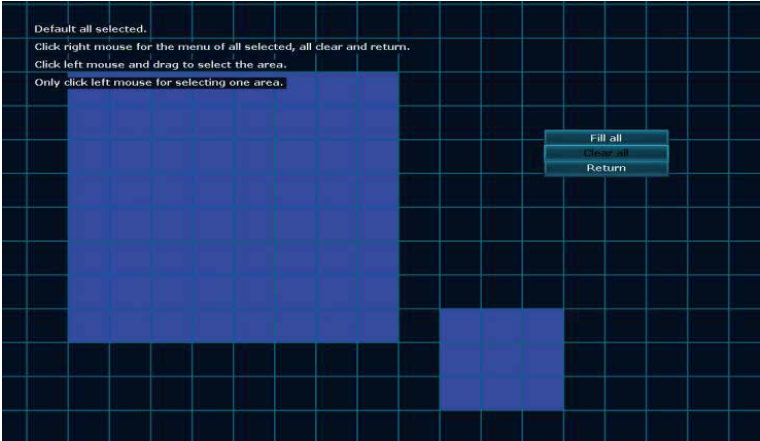 Default all selected.
Click right mouse for the menu of all selected, all clear and return.
Click left mouse and drag to select the area.
Only click left mouse for selecting one area.
Fill all
Clear all
Return